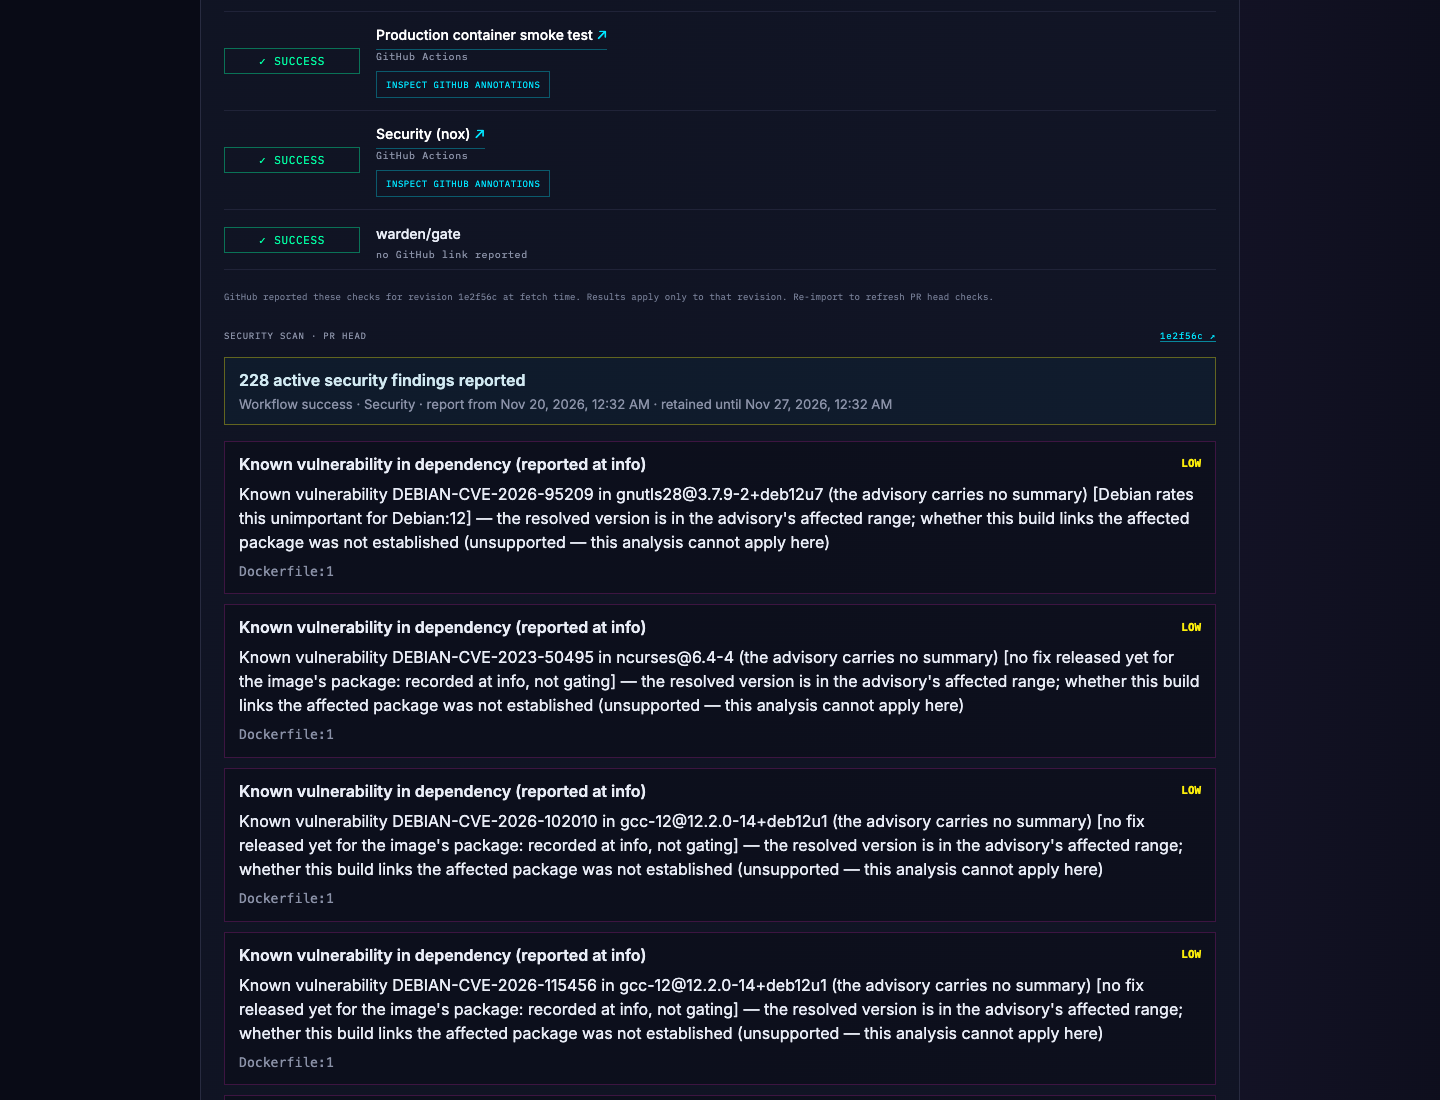 Production container smoke test ↗
GitHub Actions
✓ SUCCESS
INSPECT GITHUB ANNOTATIONS
Security (nox) ↗
GitHub Actions
✓ SUCCESS
INSPECT GITHUB ANNOTATIONS
✓ SUCCESS
warden/gate
no GitHub link reported
GitHub reported these checks for revision 1e2f56c at fetch time. Results apply only to that revision. Re-import to refresh PR head checks.
SECURITY SCAN · PR HEAD
1e2f56c ↗
228 active security findings reported
Workflow success · Security · report from Nov 20, 2026, 12:32 AM · retained until Nov 27, 2026, 12:32 AM
Known vulnerability in dependency (reported at info)
LOW
Known vulnerability DEBIAN-CVE-2026-95209 in gnutls28@3.7.9-2+deb12u7 (the advisory carries no summary) [Debian rates
this unimportant for Debian:12] — the resolved version is in the advisory's affected range; whether this build links the affected
package was not established (unsupported — this analysis cannot apply here)
Dockerfile:1
Known vulnerability in dependency (reported at info)
LOW
Known vulnerability DEBIAN-CVE-2023-50495 in ncurses@6.4-4 (the advisory carries no summary) [no fix released yet for
the image's package: recorded at info, not gating] — the resolved version is in the advisory's affected range; whether this build
links the affected package was not established (unsupported — this analysis cannot apply here)
Dockerfile:1
Known vulnerability in dependency (reported at info)
LOW
Known vulnerability DEBIAN-CVE-2026-102010 in gcc-12@12.2.0-14+deb12u1 (the advisory carries no summary) [no fix
released yet for the image's package: recorded at info, not gating] — the resolved version is in the advisory's affected range;
whether this build links the affected package was not established (unsupported — this analysis cannot apply here)
Dockerfile:1
Known vulnerability in dependency (reported at info)
LOW
Known vulnerability DEBIAN-CVE-2026-115456 in gcc-12@12.2.0-14+deb12u1 (the advisory carries no summary) [no fix
released yet for the image's package: recorded at info, not gating] — the resolved version is in the advisory's affected range;
whether this build links the affected package was not established (unsupported — this analysis cannot apply here)
Dockerfile:1